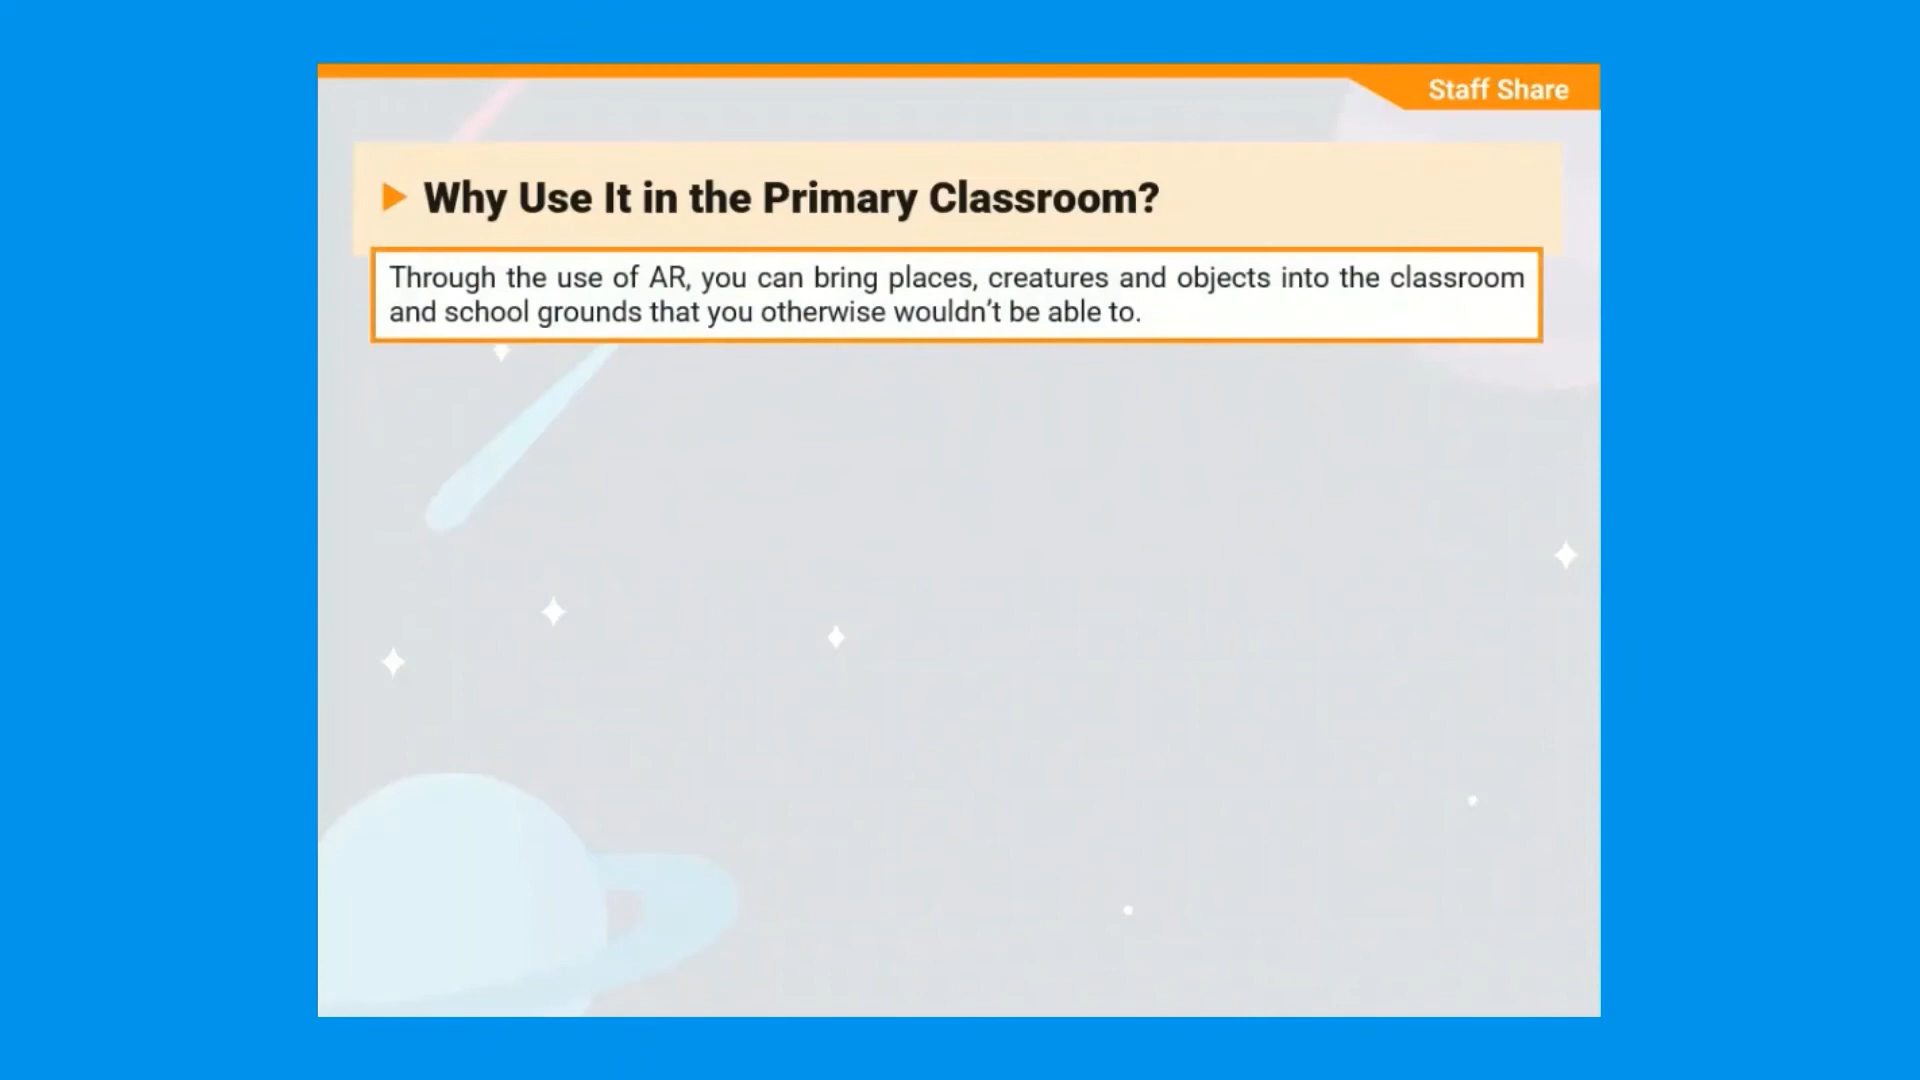 Staff Share
Why Use It in the Primary Classroom?
Through the use of AR, you can bring places, creatures and objects into the classroom
and school grounds that you otherwise wouldn’t be able to.